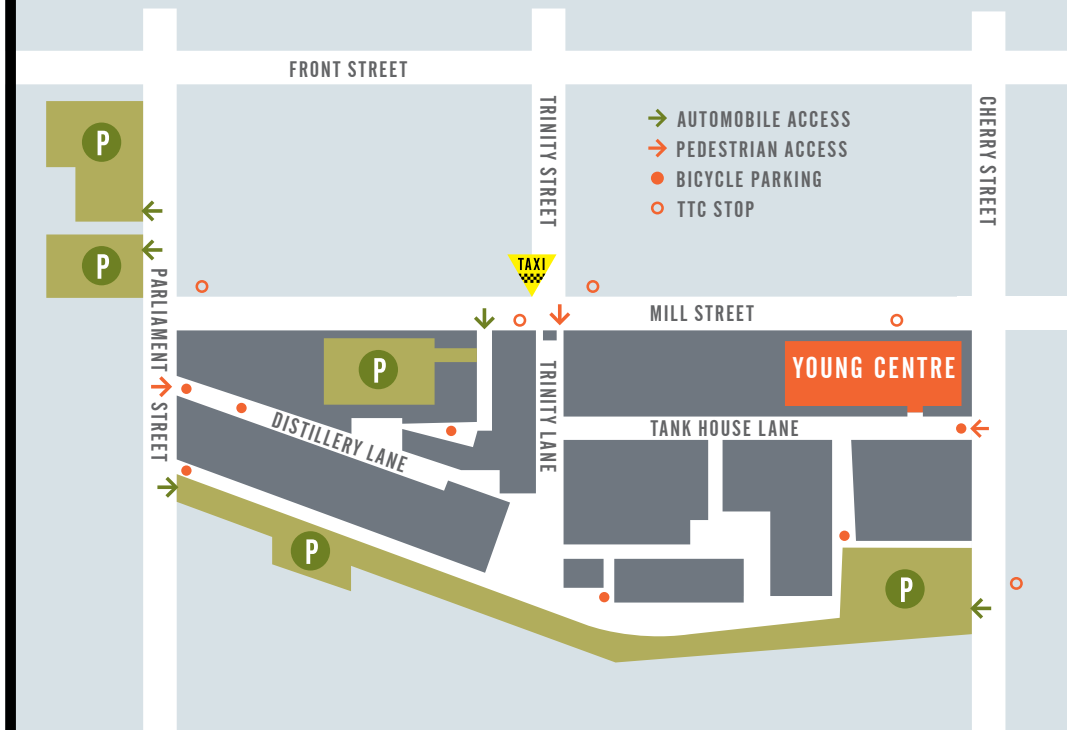 FRONT STREET
TRINITY STREET
CHERRY STREET
AUTOMOBILE ACCESS
PEDESTRIAN ACCESS
BICYCLE PARKING
TTC STOP
P
P
TAXI
PARLIAMENT STREET
MILL STREET
P
YOUNG CENTRE
TRINITY LANE
DISTILLERY LANE
TANK HOUSE LANE
P
P